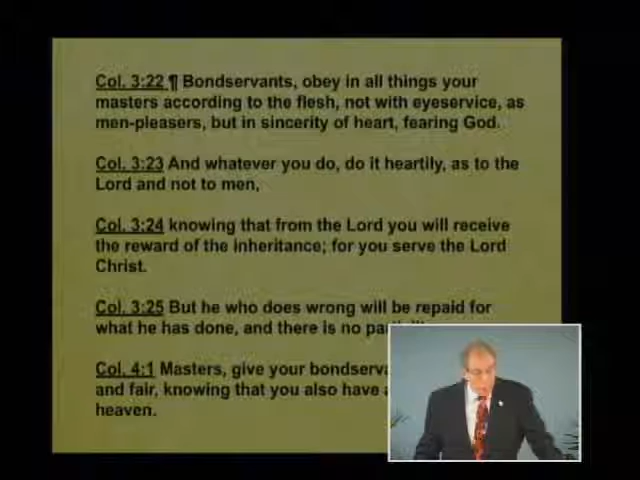 Col. 3:22 ¶ Bondservants, obey in all things your
masters according to the flesh, not with eyeservice, as
men-pleasers, but in sincerity of heart, fearing God.
Col. 3:23 And whatever you do, do it heartily, as to the
Lord and not to men,
Col. 3:24 knowing that from the Lord you will receive
the reward of the inheritance; for you serve the Lord
Christ.
Col. 3:25 But he who does wrong will be repaid for
what he has done, and there is no
Col. 4:1 Masters, give your
and fair, knowing that you also have
heaven.